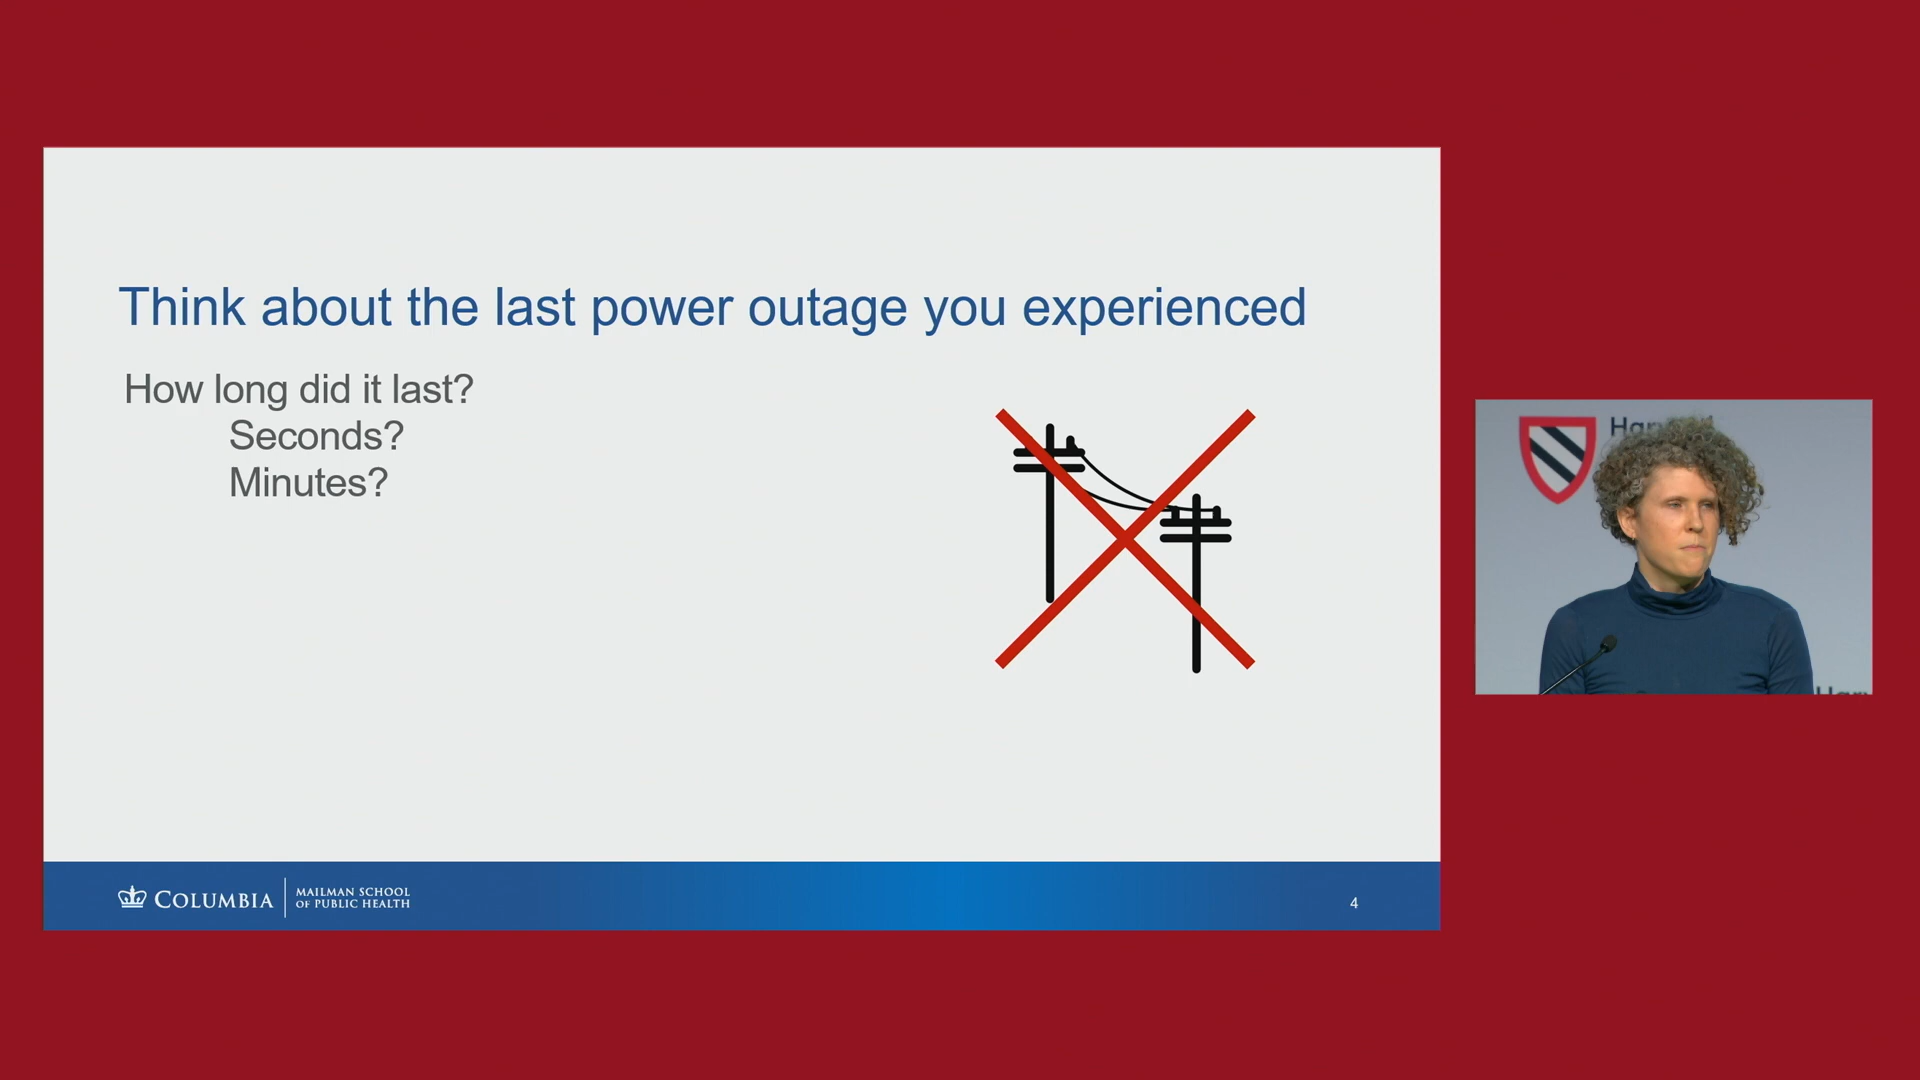 Think about the last power outage you experienced
How long did it last?
Seconds?
Minutes?
COLUMBIA
MAILMAN SCHOOL
OF PUBLIC HEALTH
4